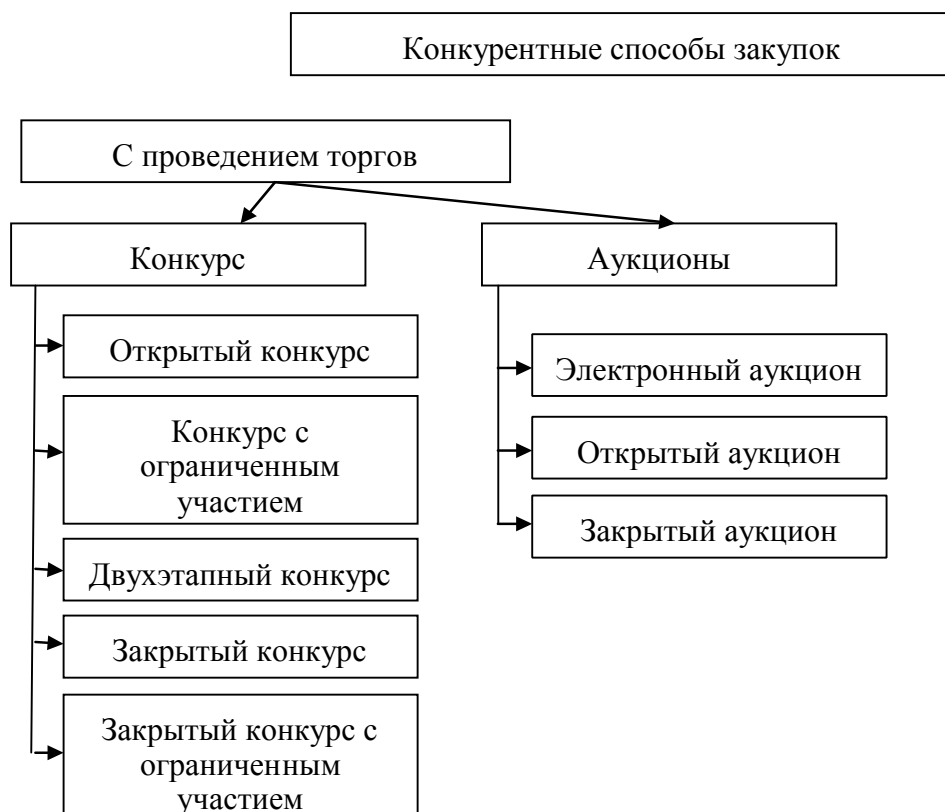 Конкурентные способы закупок
С проведением торгов
Конкурс
Аукционы
Открытый конкурс
Конкурс с
ограниченным
участием
Двухэтапный конкурс
Закрытый конкурс
Закрытый конкурс с
ограниченным
участием
Электронный аукцион
Открытый аукцион
Закрытый аукцион